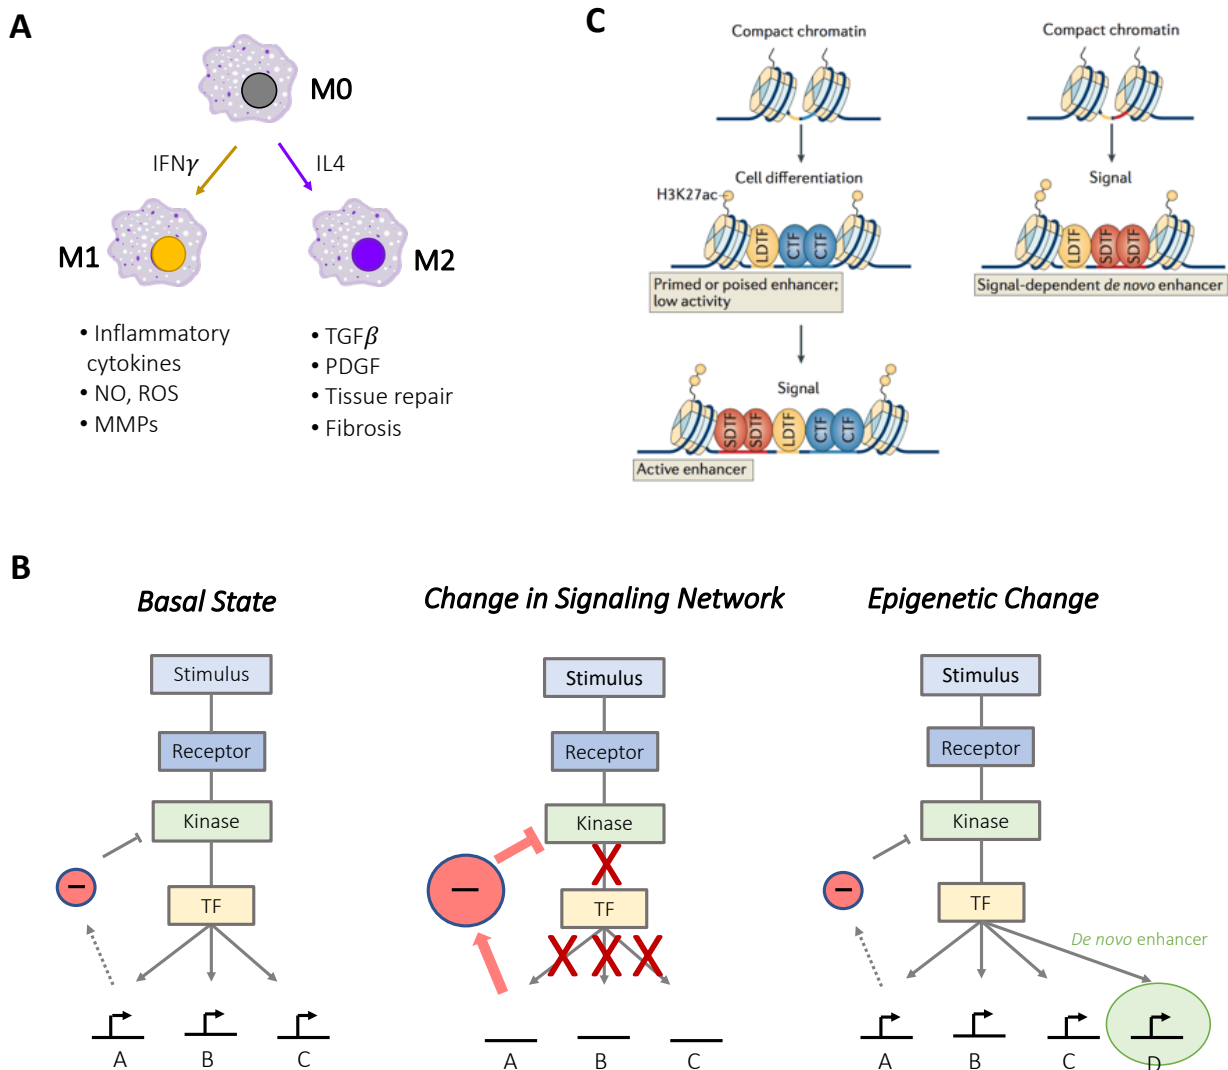 A
M0
IFNγ
IL4
M1
M2
• Inflammatory
cytokines
• NO, ROS
• MMPs
• TGFβ
• PDGF
• Tissue repair
• Fibrosis
C
Compact chromatin
Cell differentiation
H3K27ac
LDTF
CTF
CTF
Primed or poised enhancer;
low activity
Signal
SDTF
SDTF
LDTF
CTF
CTF
Active enhancer
Compact chromatin
Signal
LDTF
SDTF
SDTF
Signal-dependent de novo enhancer
B
Basal State
Stimulus
Receptor
Kinase
–
TF
A
B
C
Change in Signaling Network
Stimulus
Receptor
Kinase
–
TF
A
B
C
Epigenetic Change
Stimulus
Receptor
Kinase
–
TF
De novo enhancer
A
B
C
D